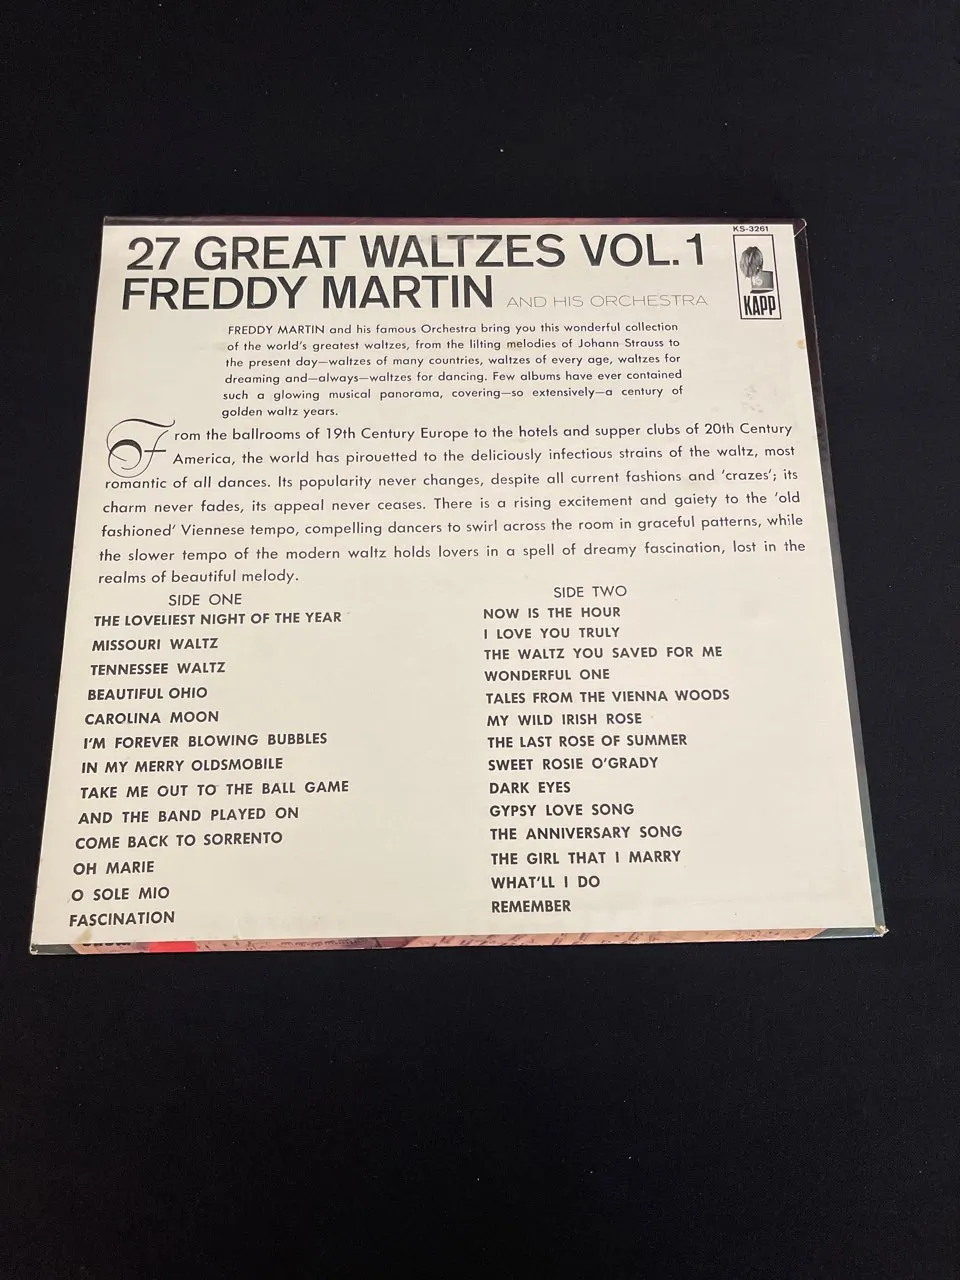 KS-3261
27 GREAT WALTZES VOL. 1
FREDDY MARTIN AND HIS ORCHESTRA
KAPP
FREDDY MARTIN and his famous Orchestra bring you this wonderful collection
of the world's greatest waltzes, from the lilting melodies of Johann Strauss to
the present day—waltzes of many countries, waltzes of every age, waltzes for
dreaming and—always—waltzes for dancing. Few albums have ever contained
such a glowing musical panorama, covering—so extensively—a century of
golden waltz years.
From the ballrooms of 19th Century Europe to the hotels and supper clubs of 20th Century
America, the world has pirouetted to the deliciously infectious strains of the waltz, most
romantic of all dances. Its popularity never changes, despite all current fashions and 'crazes'; its
charm never fades, its appeal never ceases. There is a rising excitement and gaiety to the 'old
fashioned' Viennese tempo, compelling dancers to swirl across the room in graceful patterns, while
the slower tempo of the modern waltz holds lovers in a spell of dreamy fascination, lost in the
realms of beautiful melody.
SIDE ONE
THE LOVELIEST NIGHT OF THE YEAR
MISSOURI WALTZ
TENNESSEE WALTZ
BEAUTIFUL OHIO
CAROLINA MOON
I'M FOREVER BLOWING BUBBLES
IN MY MERRY OLDSMOBILE
TAKE ME OUT TO THE BALL GAME
AND THE BAND PLAYED ON
COME BACK TO SORRENTO
OH MARIE
O SOLE MIO
FASCINATION
SIDE TWO
NOW IS THE HOUR
I LOVE YOU TRULY
THE WALTZ YOU SAVED FOR ME
WONDERFUL ONE
TALES FROM THE VIENNA WOODS
MY WILD IRISH ROSE
THE LAST ROSE OF SUMMER
SWEET ROSIE O'GRADY
DARK EYES
GYPSY LOVE SONG
THE ANNIVERSARY SONG
THE GIRL THAT I MARRY
WHAT'LL I DO
REMEMBER